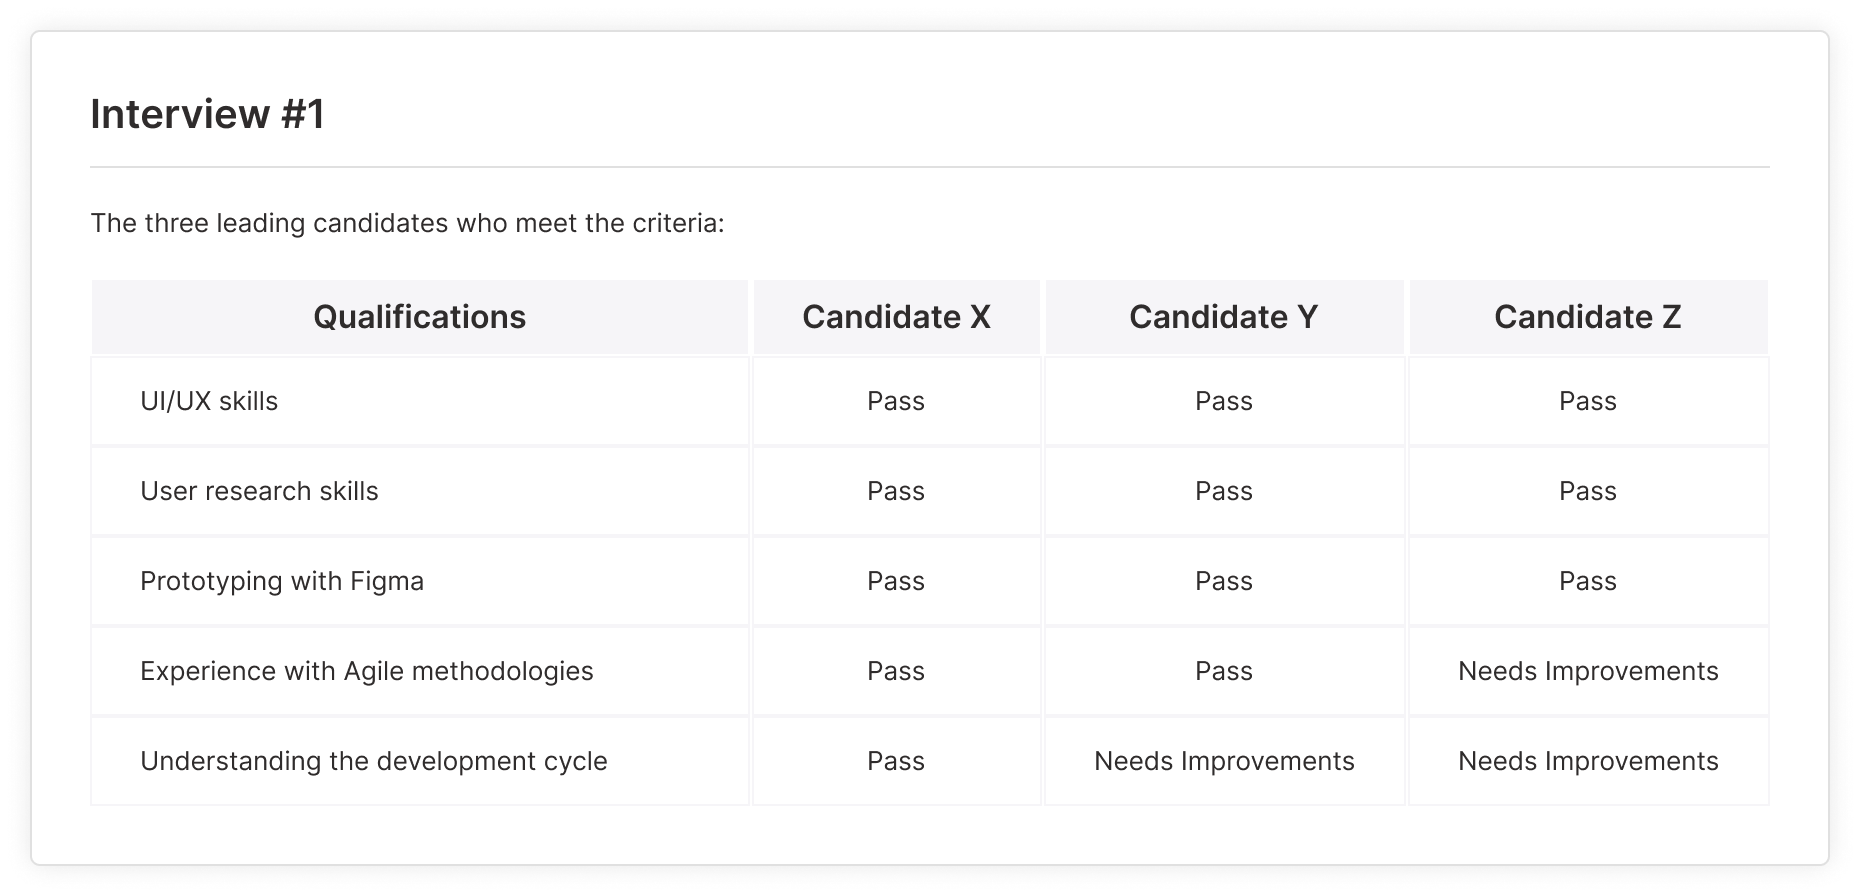 Interview #1
The three leading candidates who meet the criteria:
Qualifications Candidate X Candidate Y Candidate Z
UI/UX skills Pass Pass Pass
User research skills Pass Pass Pass
Prototyping with Figma Pass Pass Pass
Experience with Agile methodologies Pass Pass Needs Improvements
Understanding the development cycle Pass Needs Improvements Needs Improvements